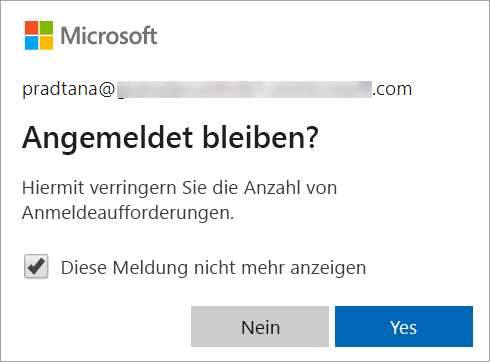 Microsoft
pradtana@ .com
Angemeldet bleiben?
Hiermit verringern Sie die Anzahl von
Anmeldeaufforderungen.
Diese Meldung nicht mehr anzeigen
Nein Yes